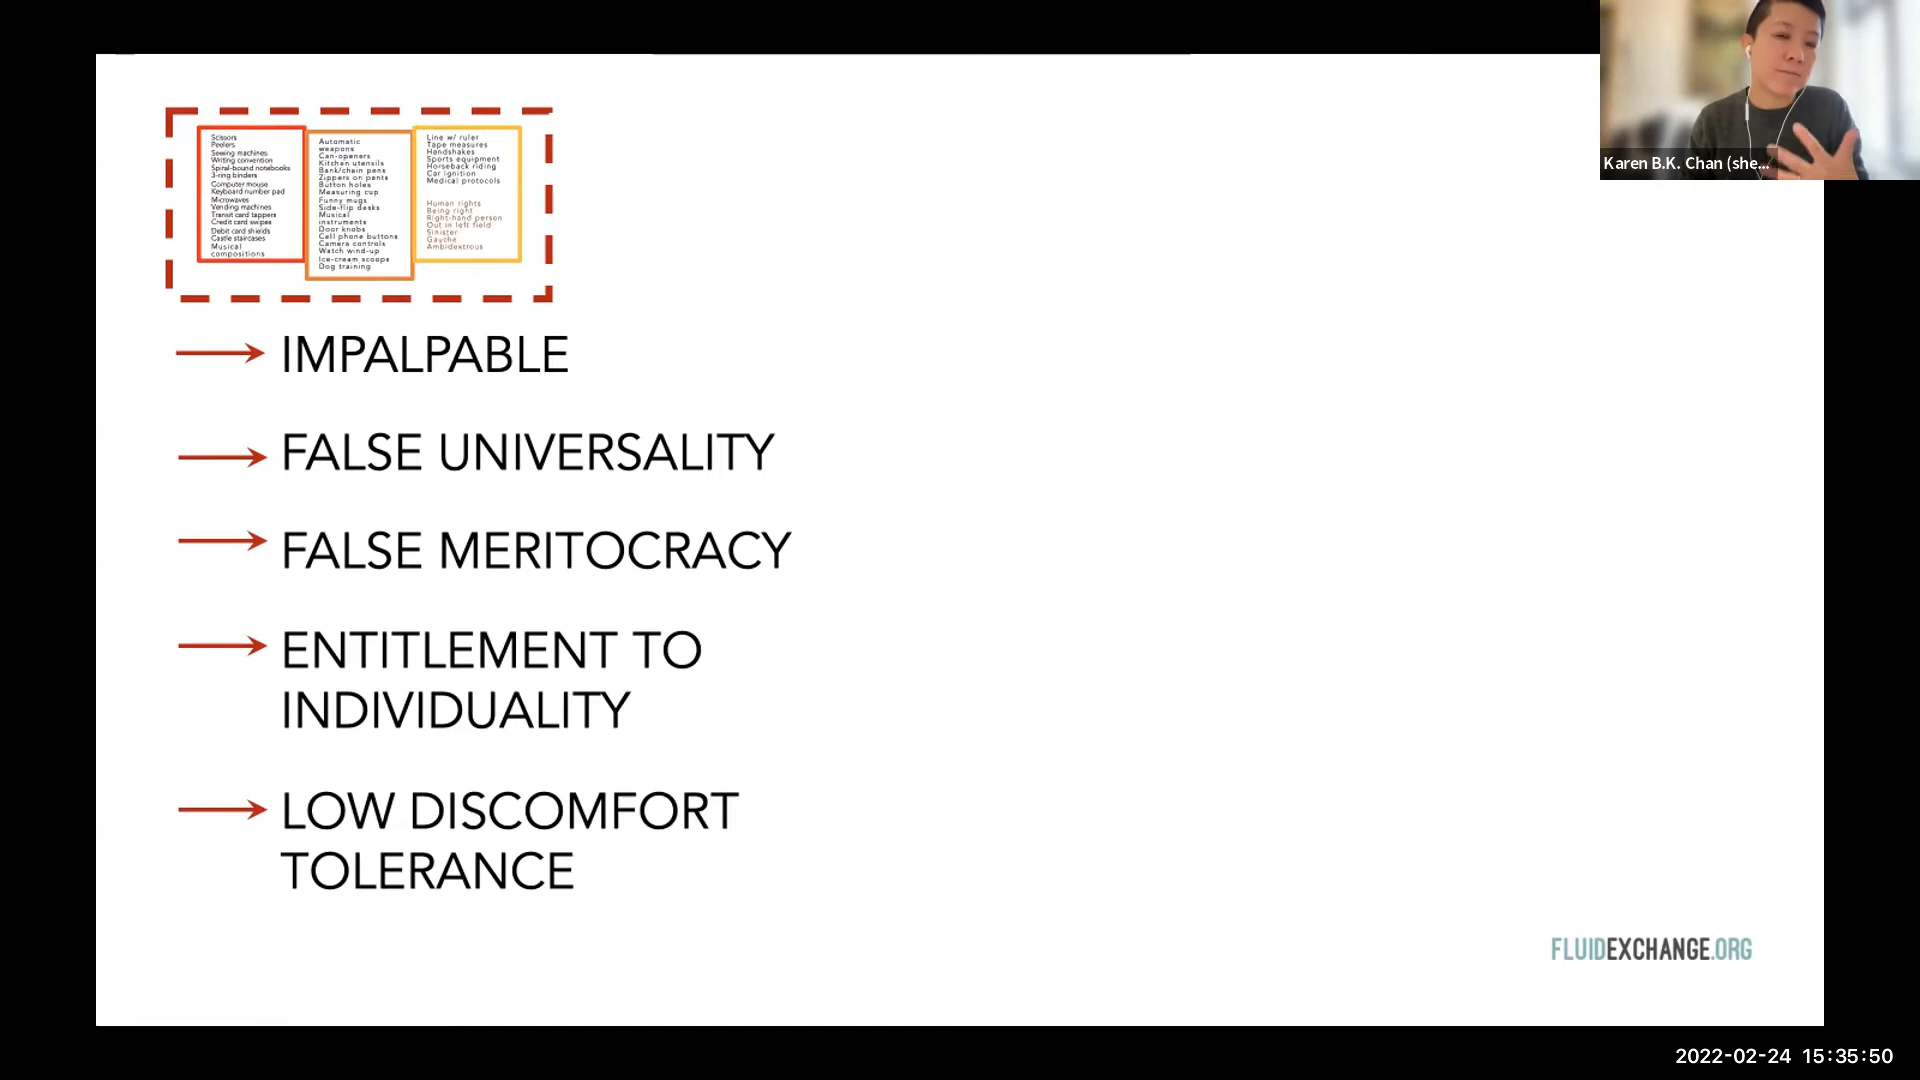 Karen B.K. Chan (she...
Scissors
Peelers
Sewing machines
Writing convention
Spiral-bound notebooks
3-ring binders
Computer mouse
Keyboard number pad
Microwaves
Vending machines
Transit card tappers
Credit card swipes
Debit card shields
Castle staircases
Musical
compositions
Automatic
weapons
Can-openers
Kitchen utensils
Bank/chain pens
Zippers on pants
Button holes
Measuring cup
Funny mugs
Side-flip desks
Musical
instruments
Door knobs
Cell phone buttons
Camera controls
Watch wind-up
Ice-cream scoops
Dog training
Line w/ ruler
Tape measures
Handshakes
Sports equipment
Horseback riding
Car ignition
Medical protocols
Human rights
Being right
Right-hand person
Out in left field
Sinister
Gauche
Ambidextrous
IMPALPABLE
FALSE UNIVERSALITY
FALSE MERITOCRACY
ENTITLEMENT TO
INDIVIDUALITY
LOW DISCOMFORT
TOLERANCE
FLUIDEXCHANGE.ORG
2022-02-24 15:35:50